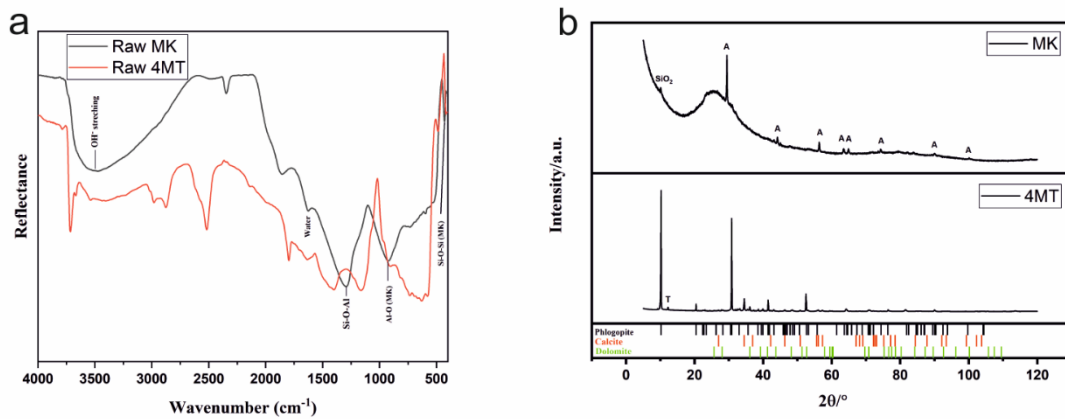 a
Raw MK
Raw 4MT
OH⁻ streching
Water
Si-O-Al
Al-O (MK)
Si-O-Si (MK)
Reflectance
4000 3500 3000 2500 2000 1500 1000 500
Wavenumber (cm⁻¹)
b
MK
SiO₂
A
A
A
A A
A
A
A
4MT
T
Intensity/a.u.
Phlogopite
Calcite
Dolomite
0 20 40 60 80 100 120
2θ/°